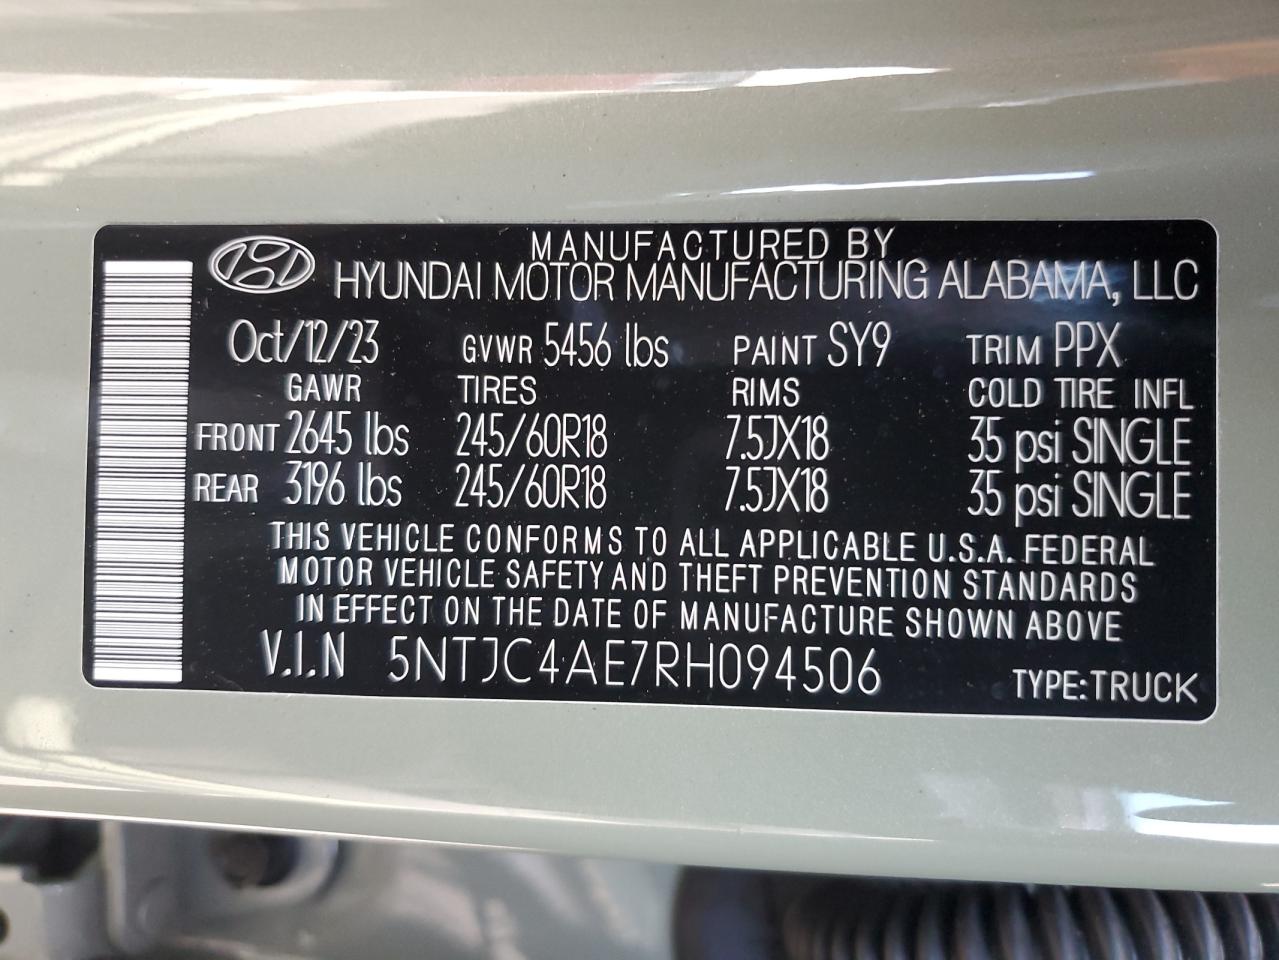 MANUFACTURED BY
HYUNDAI MOTOR MANUFACTURING ALABAMA, LLC
Oct/12/23 GVWR 5456 lbs PAINT SY9 TRIM PPX
GAWR TIRES RIMS COLD TIRE INFL
FRONT 2645 lbs 245/60R18 7.5JX18 35 psi SINGLE
REAR 3196 lbs 245/60R18 7.5JX18 35 psi SINGLE
THIS VEHICLE CONFORMS TO ALL APPLICABLE U.S.A. FEDERAL
MOTOR VEHICLE SAFETY AND THEFT PREVENTION STANDARDS
IN EFFECT ON THE DATE OF MANUFACTURE SHOWN ABOVE
V.I.N 5NTJC4AE7RH094506 TYPE:TRUCK